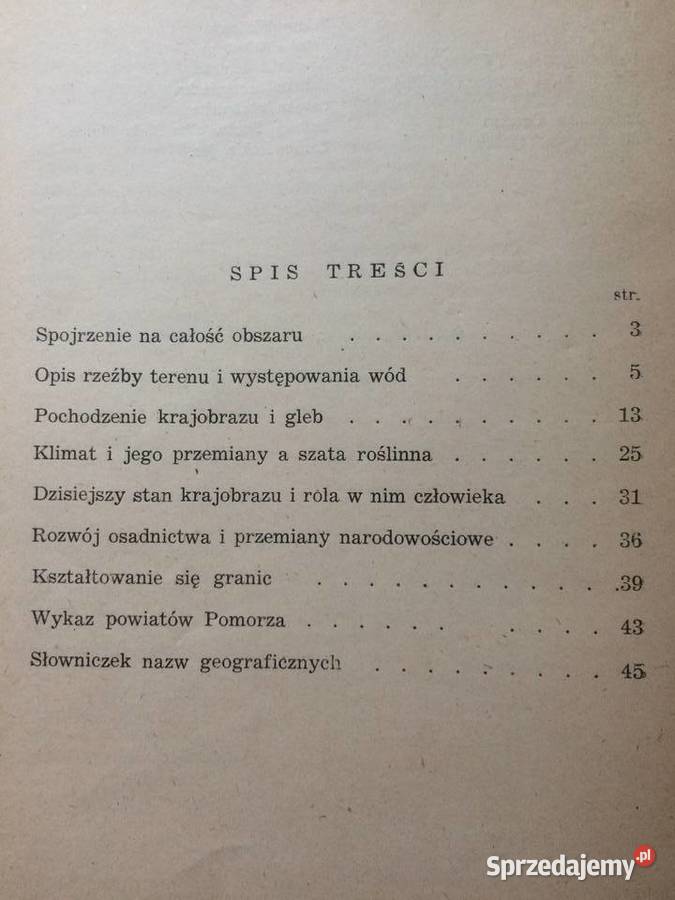 SPIS TREŚCI
str.
Spojrzenie na całość obszaru . . . . . . . . . . 3
Opis rzeźby terenu i występowania wód . . . . . . 5
Pochodzenie krajobrazu i gleb . . . . . . . . . . 13
Klimat i jego przemiany a szata roślinna . . . . . . 25
Dzisiejszy stan krajobrazu i rola w nim człowieka . . . 31
Rozwój osadnictwa i przemiany narodowościowe . . . . 36
Kształtowanie się granic . . . . . . . . . . . . 39
Wykaz powiatów Pomorza . . . . . . . . . . 43
Słowniczek nazw geograficznych . . . . . . . . . 45
Sprzedajemy.pl